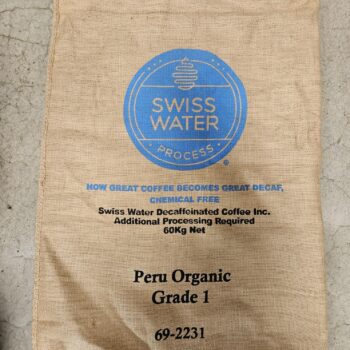 SWISS
WATER
PROCESS
®
HOW GREAT COFFEE BECOMES GREAT DECAF,
CHEMICAL FREE
Swiss Water Decaffeinated Coffee Inc.
Additional Processing Required
60Kg Net
Peru Organic
Grade 1
69-2231